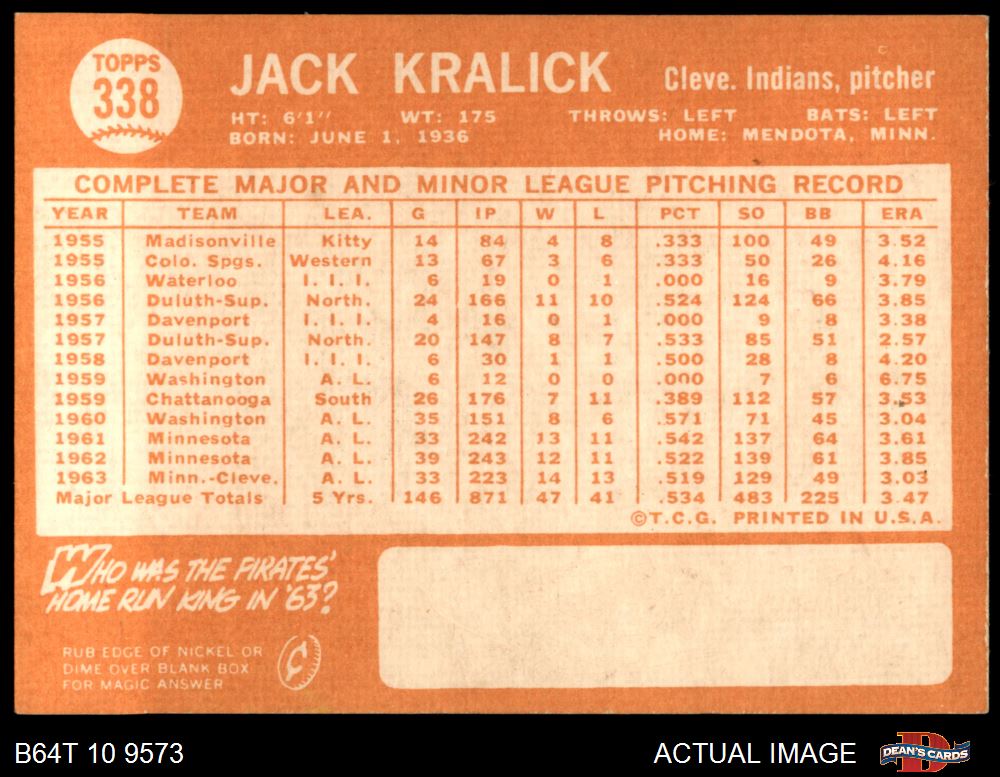 TOPPS
338
JACK KRALICK Cleve. Indians, pitcher
HT: 6'1" WT: 175 THROWS: LEFT BATS: LEFT
BORN: JUNE 1, 1936 HOME: MENDOTA, MINN.
COMPLETE MAJOR AND MINOR LEAGUE PITCHING RECORD
YEAR TEAM LEA. G IP W L PCT SO BB ERA
1955 Madisonville Kitty 14 84 4 8 .333 100 49 3.52
1955 Colo. Spgs. Western 13 67 3 6 .333 50 26 4.16
1956 Waterloo I. I. I. 6 19 0 1 .000 16 9 3.79
1956 Duluth-Sup. North. 24 166 11 10 .524 124 66 3.85
1957 Davenport I. I. I. 4 16 0 1 .000 9 8 3.38
1957 Duluth-Sup. North. 20 147 8 7 .533 85 51 2.57
1958 Davenport I. I. I. 6 30 1 1 .500 28 8 4.20
1959 Washington A. L. 6 12 0 0 .000 7 6 6.75
1959 Chattanooga South 26 176 7 11 .389 112 57 3.53
1960 Washington A. L. 35 151 8 6 .571 71 45 3.04
1961 Minnesota A. L. 33 242 13 11 .542 137 64 3.61
1962 Minnesota A. L. 39 243 12 11 .522 139 61 3.85
1963 Minn.-Cleve. A. L. 33 223 14 13 .519 129 49 3.03
Major League Totals 5 Yrs. 146 871 47 41 .534 483 225 3.47
©T.C.G. PRINTED IN U.S.A.
WHO WAS THE PIRATES'
HOME RUN KING IN '63?
RUB EDGE OF NICKEL OR
DIME OVER BLANK BOX
FOR MAGIC ANSWER
B64T 10 9573 ACTUAL IMAGE DEAN'S CARDS